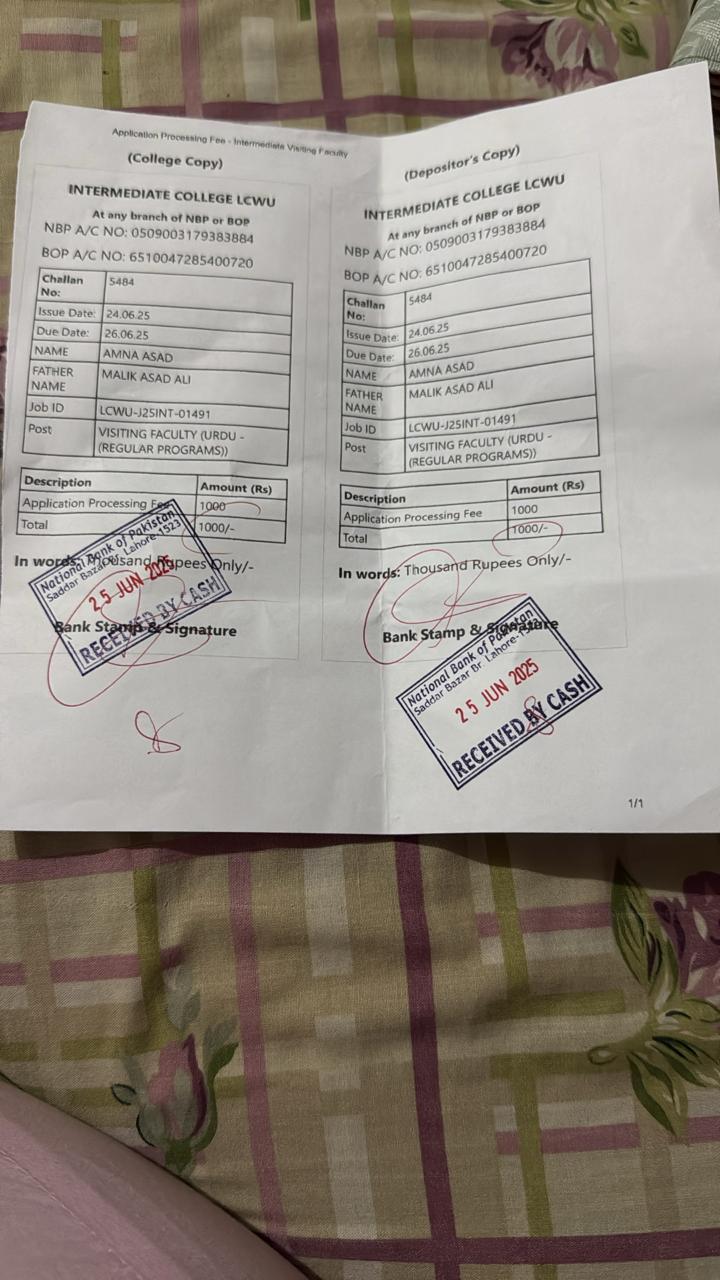 Application Processing Fee - Intermediate Visiting Faculty
(College Copy)
INTERMEDIATE COLLEGE LCWU
At any branch of NBP or BOP
NBP A/C NO: 0509003179383884
BOP A/C NO: 6510047285400720
Challan No: 5484
Issue Date: 24.06.25
Due Date: 26.06.25
NAME AMNA ASAD
FATHER NAME MALIK ASAD ALI
Job ID LCWU-J25INT-01491
Post VISITING FACULTY (URDU -
(REGULAR PROGRAMS))
Description Amount (Rs)
Application Processing Fee 1000
Total 1000/-
In words: Thousand Rupees Only/-
Bank Stamp & Signature
National Bank of Pakistan
Saddar Bazar Br. Lahore-1523
25 JUN 2025
RECEIVED BY CASH
(Depositor's Copy)
INTERMEDIATE COLLEGE LCWU
At any branch of NBP or BOP
NBP A/C NO: 0509003179383884
BOP A/C NO: 6510047285400720
Challan No: 5484
Issue Date: 24.06.25
Due Date: 26.06.25
NAME AMNA ASAD
FATHER NAME MALIK ASAD ALI
Job ID LCWU-J25INT-01491
Post VISITING FACULTY (URDU -
(REGULAR PROGRAMS))
Description Amount (Rs)
Application Processing Fee 1000
Total 1000/-
In words: Thousand Rupees Only/-
Bank Stamp & Signature
National Bank of Pakistan
Saddar Bazar Br. Lahore-1523
25 JUN 2025
RECEIVED BY CASH
1/1